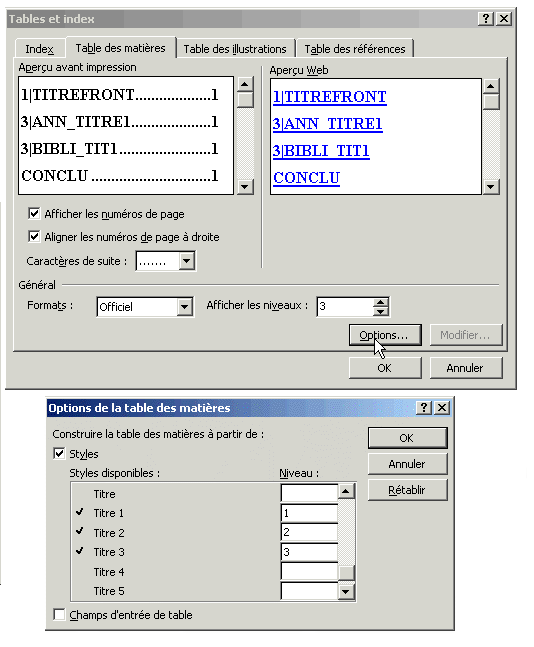 Tables et index
Index Table des matières Table des illustrations Table des références
Aperçu avant impression
1|TITREFRONT....................1
3|ANN_TITRE1....................1
3|BIBLI_TIT1......................1
CONCLU ..........................1
Aperçu Web
1|TITREFRONT
3|ANN_TITRE1
3|BIBLI_TIT1
CONCLU
Afficher les numéros de page
Aligner les numéros de page à droite
Caractères de suite : .......
Général
Formats : Officiel Afficher les niveaux : 3
Options... Modifier...
OK Annuler
Options de la table des matières
Construire la table des matières à partir de :
Styles
Styles disponibles : Niveau :
Titre
Titre 1 1
Titre 2 2
Titre 3 3
Titre 4
Titre 5
Champs d'entrée de table
OK
Annuler
Rétablir